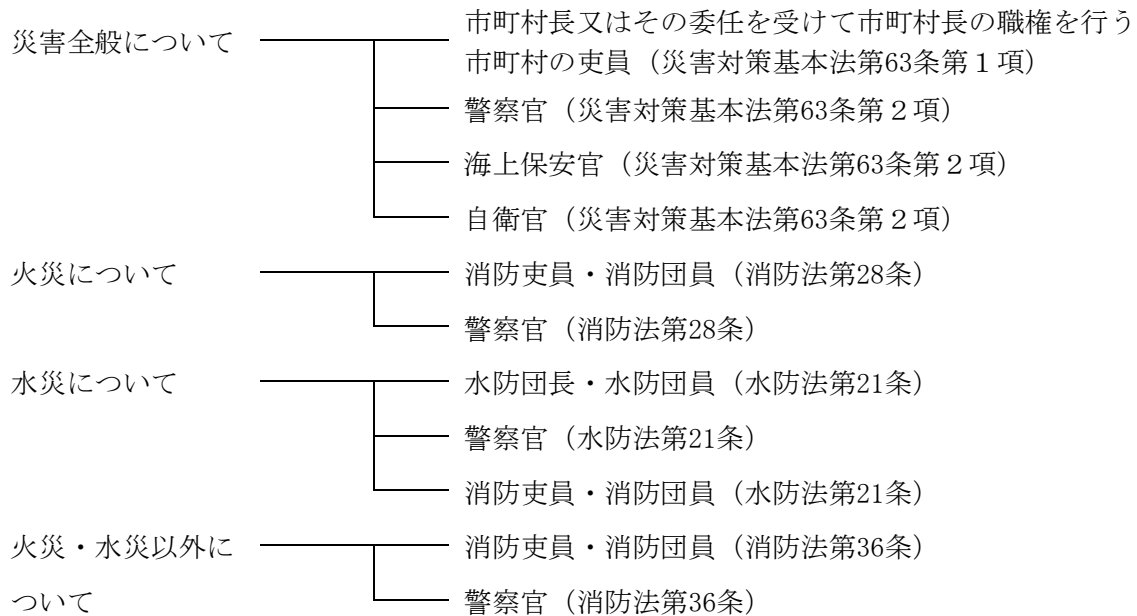 災害全般について
市町村長又はその委任を受けて市町村長の職権を行う
市町村の吏員（災害対策基本法第63条第１項）
警察官（災害対策基本法第63条第２項）
海上保安官（災害対策基本法第63条第２項）
自衛官（災害対策基本法第63条第２項）
火災について
消防吏員・消防団員（消防法第28条）
警察官（消防法第28条）
水災について
水防団長・水防団員（水防法第21条）
警察官（水防法第21条）
消防吏員・消防団員（水防法第21条）
火災・水災以外に
ついて
消防吏員・消防団員（消防法第36条）
警察官（消防法第36条）